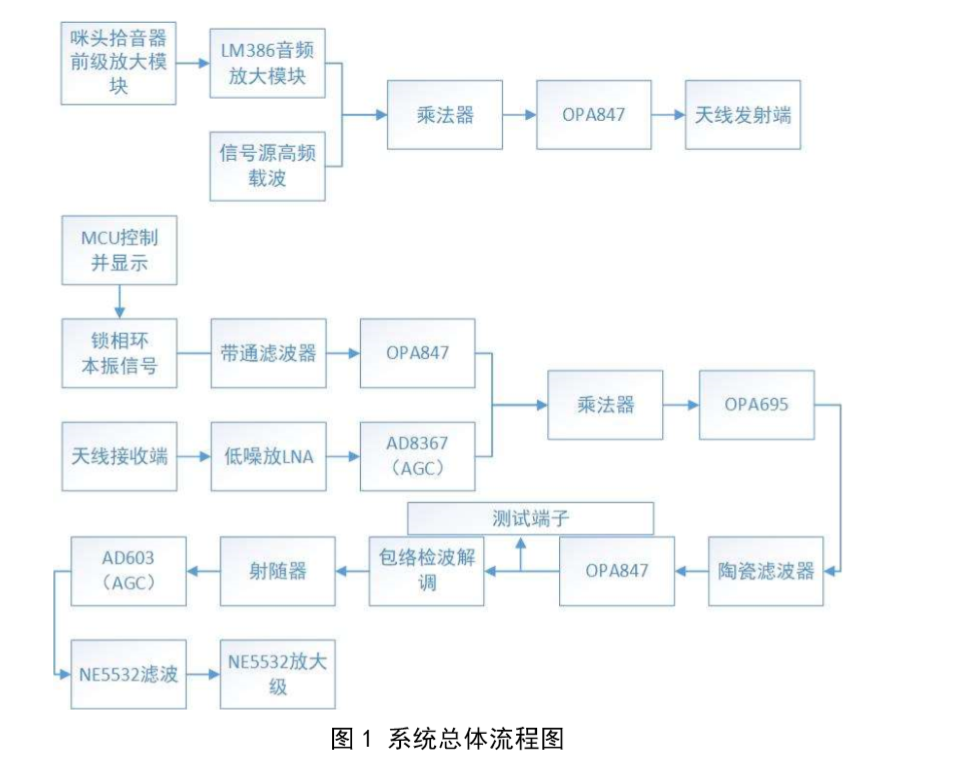 咪头拾音器
前级放大模
块
LM386音频
放大模块
信号源高频
载波
乘法器
OPA847
天线发射端
MCU控制
并显示
锁相环
本振信号
带通滤波器
OPA847
天线接收端
低噪放LNA
AD8367
（AGC）
乘法器
OPA695
测试端子
AD603
（AGC）
射随器
包络检波解
调
OPA847
陶瓷滤波器
NE5532滤波
NE5532放大
级
图 1 系统总体流程图